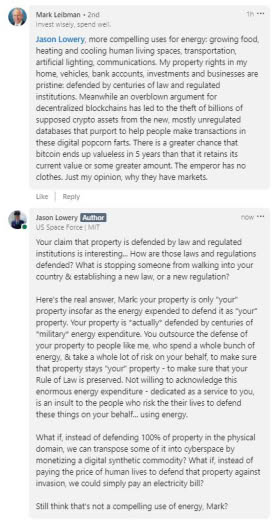 Mark Leibman • 2nd
1h •••
Invest wisely, spend well.
Jason Lowery, more compelling uses for energy: growing food,
heating and cooling human living spaces, transportation,
artificial lighting, communications. My property rights in my
home, vehicles, bank accounts, investments and businesses are
pristine: defended by centuries of law and regulated
institutions. Meanwhile an overblown argument for
decentralized blockchains has led to the theft of billions of
supposed crypto assets from the new, mostly unregulated
databases that purport to help people make transactions in
these digital popcorn farts. There is a greater chance that
bitcoin ends up valueless in 5 years than that it retains its
current value or some greater amount. The emperor has no
clothes. Just my opinion, why they have markets.
Like | Reply
Jason Lowery Author
now •••
US Space Force | MIT
Your claim that property is defended by law and regulated
institutions is interesting... How are those laws and regulations
defended? What is stopping someone from walking into your
country & establishing a new law, or a new regulation?
Here's the real answer, Mark: your property is only "your"
property insofar as the energy expended to defend it as "your"
property. Your property is "actually" defended by centuries of
"military" energy expenditure. You outsource the defense of
your property to people like me, who spend a whole bunch of
energy, & take a whole lot of risk on your behalf, to make sure
that property stays "your" property - to make sure that your
Rule of Law is preserved. Not willing to acknowledge this
enormous energy expenditure - dedicated as a service to you,
is an insult to the people who risk the their lives to defend
these things on your behalf... using energy.
What if, instead of defending 100% of property in the physical
domain, we can transpose some of it into cyberspace by
monetizing a digital synthetic commodity? What if, instead of
paying the price of human lives to defend that property against
invasion, we could simply pay an electricity bill?
Still think that's not a compelling use of energy, Mark?